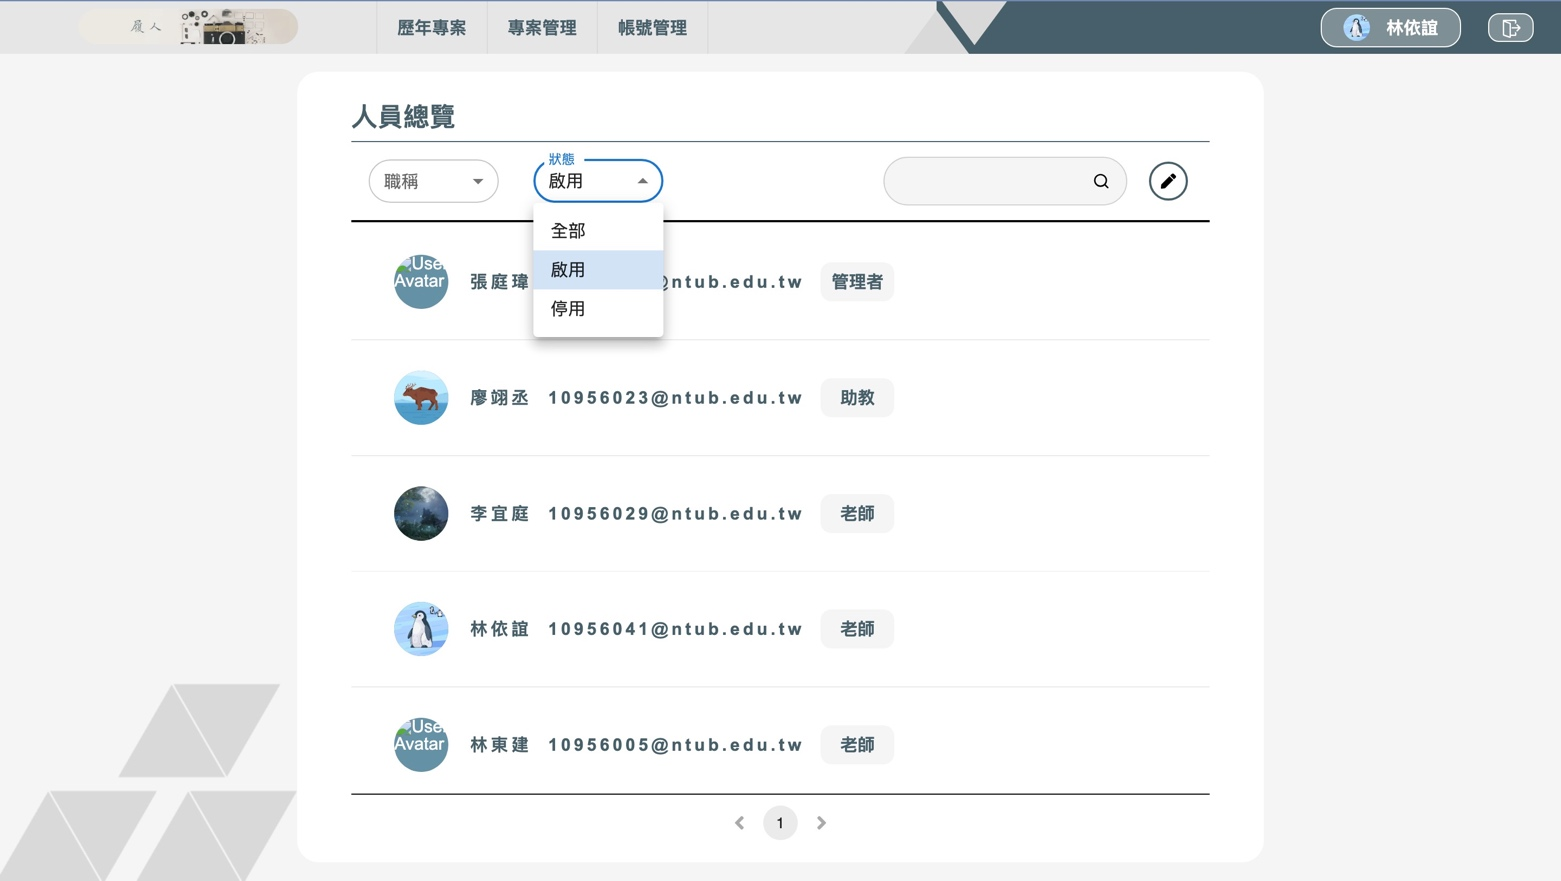 履人
歷年專案
專案管理
帳號管理
林依誼
人員總覽
職稱
狀態
啟用
全部
啟用
停用
User Avatar
張庭瑋 @ntub.edu.tw 管理者
廖翊丞 10956023@ntub.edu.tw 助教
李宜庭 10956029@ntub.edu.tw 老師
林依誼 10956041@ntub.edu.tw 老師
User Avatar
林東建 10956005@ntub.edu.tw 老師
1